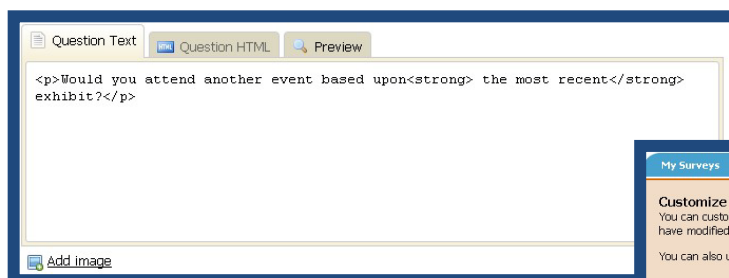 Question Text
Question HTML
Preview
<p>Would you attend another event based upon<strong> the most recent</strong>
exhibit?</p>
Add image
My Surveys
Customize
You can custo
have modified
You can also u